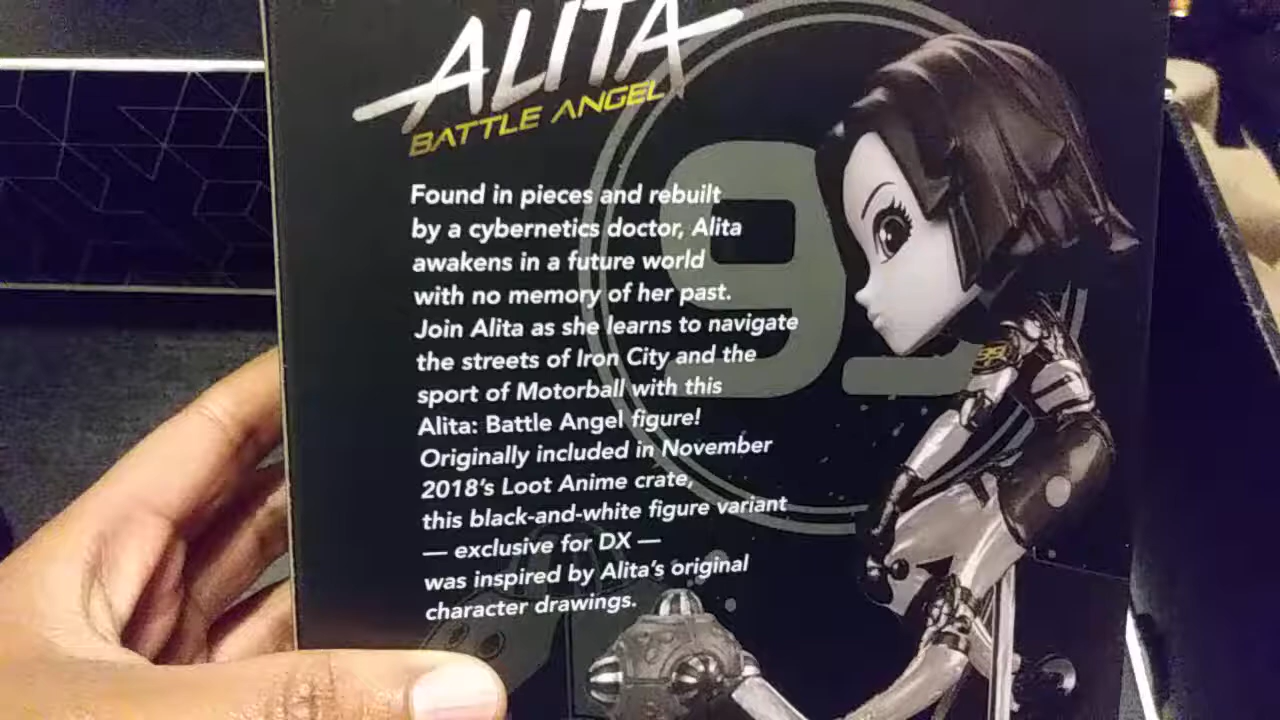 ALITA
BATTLE ANGEL
Found in pieces and rebuilt
by a cybernetics doctor, Alita
awakens in a future world
with no memory of her past.
Join Alita as she learns to navigate
the streets of Iron City and the
sport of Motorball with this
Alita: Battle Angel figure!
Originally included in November
2018's Loot Anime crate,
this black-and-white figure variant
— exclusive for DX —
was inspired by Alita's original
character drawings.
99
99